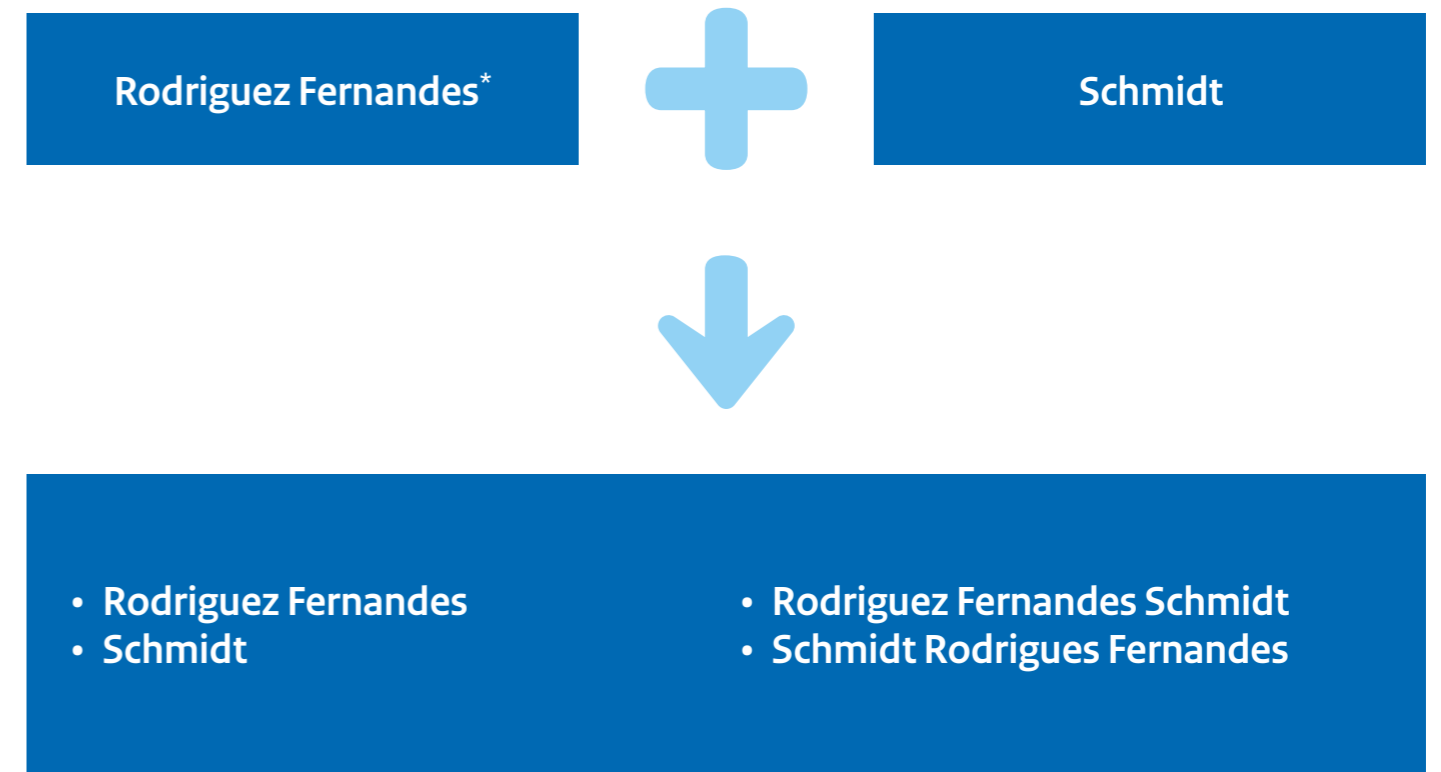 Rodriguez Fernandes*
Schmidt
• Rodriguez Fernandes
• Schmidt
• Rodriguez Fernandes Schmidt
• Schmidt Rodrigues Fernandes